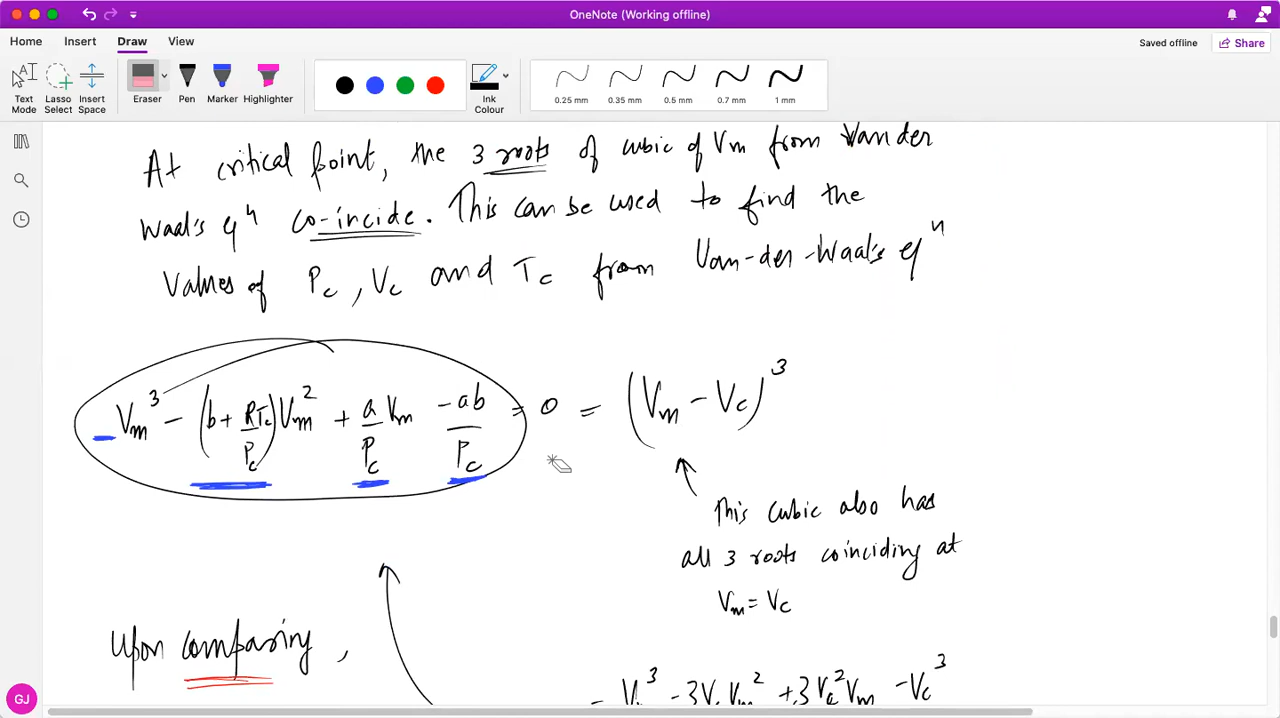 OneNote (Working offline)
Home Insert Draw View
Saved offline
Share
Text Mode
Lasso Select
Insert Space
Eraser
Pen
Marker
Highlighter
Ink Colour
0.25 mm
0.35 mm
0.5 mm
0.7 mm
1 mm
At critical point, the 3 roots of cubic of Vm from Van der
Waal's eqⁿ co-incide. This can be used to find the
Values of Pc, Vc and Tc from Van-der-Waal's eqⁿ
Vm³ - (b + RTc/Pc)Vm² + a/Pc Vm - ab/Pc = 0 = (Vm - Vc)³
This cubic also has
all 3 roots coinciding at
Vm = Vc
Upon comparing,
= Vm³ - 3VcVm² + 3Vc²Vm - Vc³
GJ